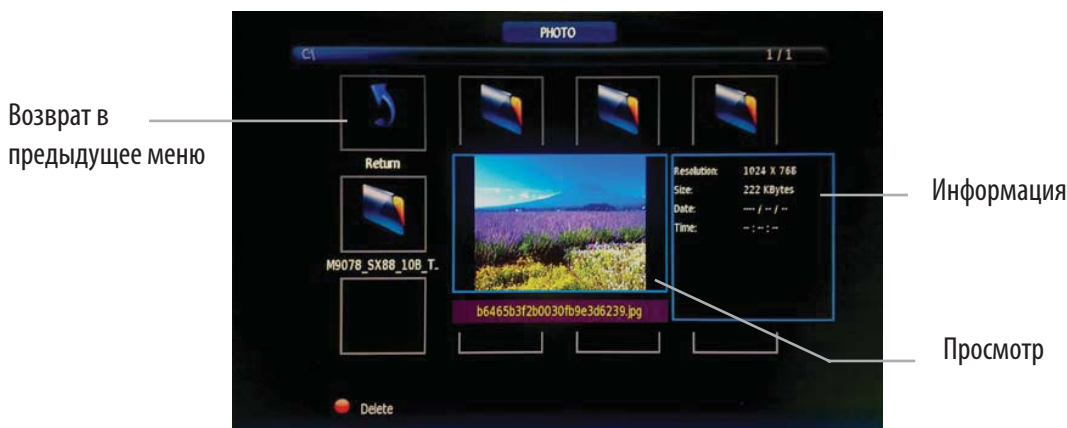 PHOTO
C:\
1 / 1
Возврат в
предыдущее меню
Return
Resolution: 1024 X 768
Size: 222 KBytes
Date: ---- / -- / --
Time: -- : -- : --
Информация
M9078_SX88_10B_T..
b6465b3f2b0030fb9e3d6239.jpg
Просмотр
Delete